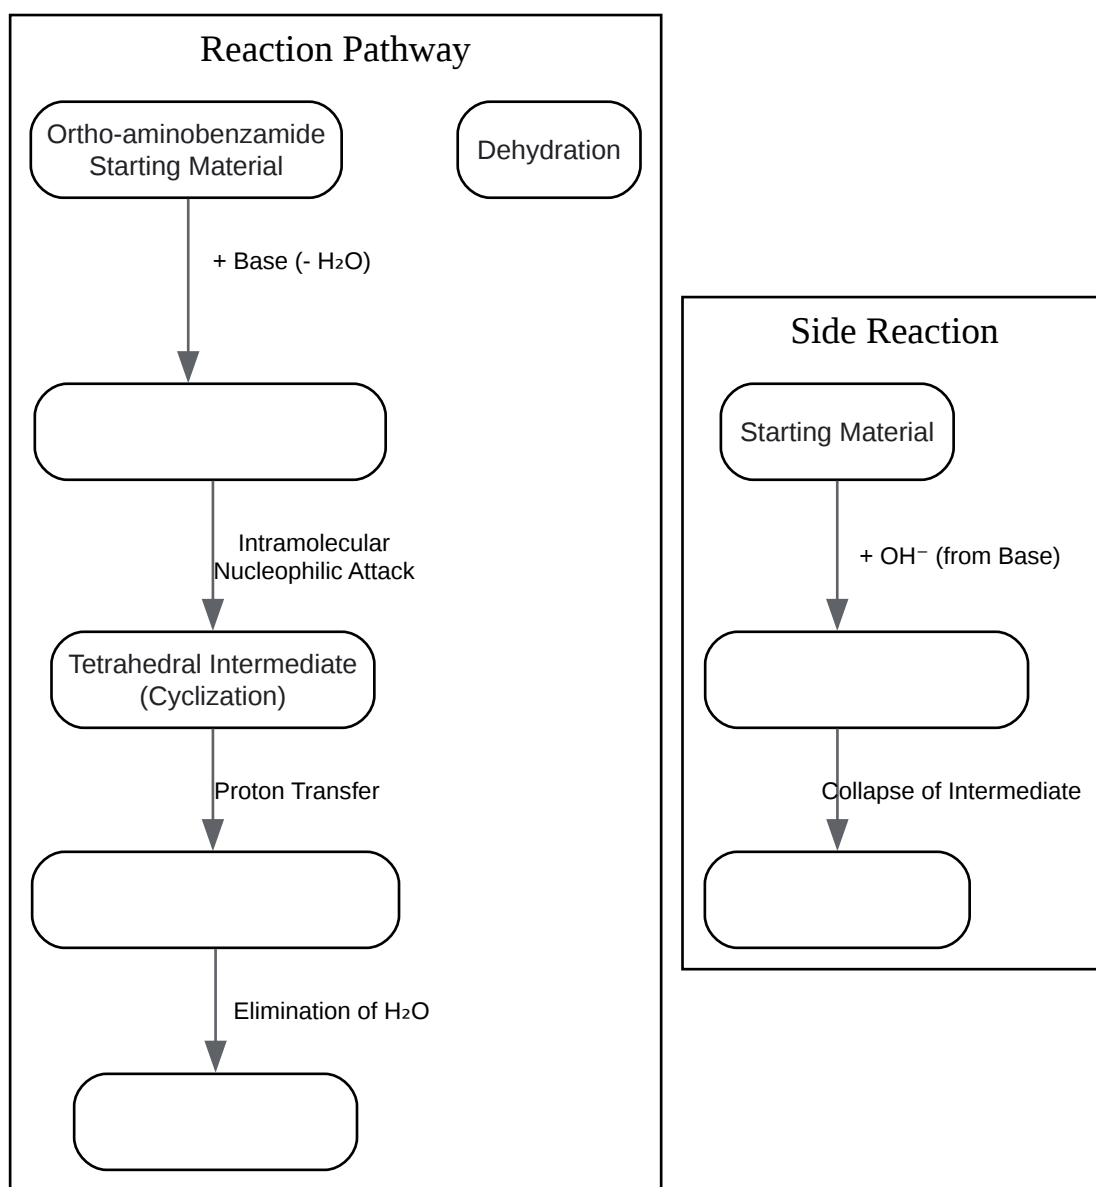 Reaction Pathway
Ortho-aminobenzamide
Starting Material
Dehydration
+ Base (- H₂O)
Intramolecular
Nucleophilic Attack
Tetrahedral Intermediate
(Cyclization)
Proton Transfer
Elimination of H₂O
Side Reaction
Starting Material
+ OH⁻ (from Base)
Collapse of Intermediate